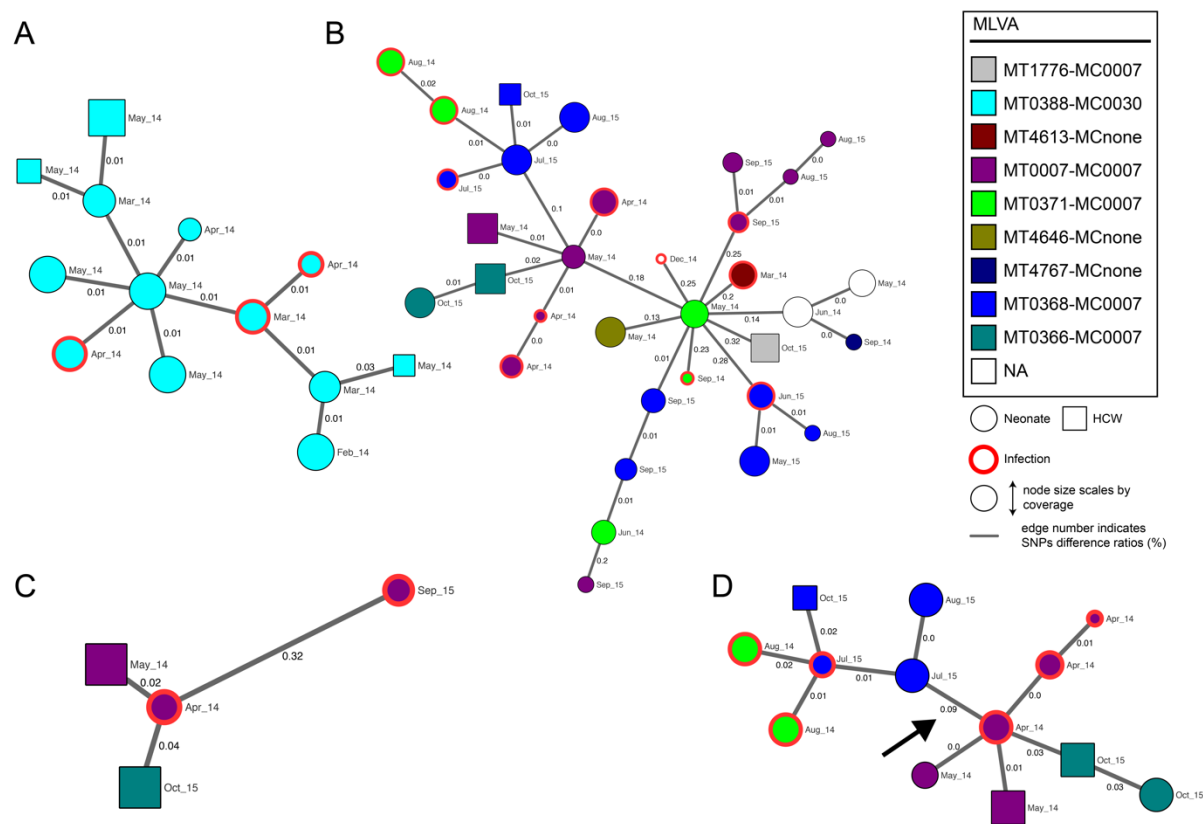 A
May_14
0.01
May_14
0.01
Mar_14
0.01
Apr_14
0.01
May_14
0.01
May_14
0.01
Apr_14
0.01
Mar_14
0.01
Apr_14
0.01
May_14
0.01
Mar_14
0.03
May_14
0.01
Feb_14
B
Aug_14
0.02
Aug_14
0.01
Oct_15
0.01
Aug_15
0.0
Jul_15
0.0
Jul_15
0.1
May_14
0.01
Apr_14
0.0
May_14
0.02
Oct_15
0.01
Oct_15
0.01
Apr_14
0.0
Apr_14
0.18
Sep_15
0.01
Aug_15
0.0
Aug_15
0.01
Sep_15
0.25
Dec_14
0.25
Mar_14
0.2
May_14
0.13
May_14
0.14
Jun_14
0.0
May_14
0.0
Sep_14
0.32
Oct_15
0.23
Sep_14
0.28
Jun_15
0.01
Aug_15
0.01
May_15
0.01
Sep_15
0.01
Sep_15
0.01
Jun_14
0.2
Sep_15
MLVA
MT1776-MC0007
MT0388-MC0030
MT4613-MCnone
MT0007-MC0007
MT0371-MC0007
MT4646-MCnone
MT4767-MCnone
MT0368-MC0007
MT0366-MC0007
NA
Neonate
HCW
Infection
node size scales by
coverage
edge number indicates
SNPs difference ratios (%)
C
Sep_15
0.32
May_14
0.02
Apr_14
0.04
Oct_15
D
Oct_15
0.02
Aug_15
0.0
Aug_14
0.02
Jul_15
0.01
Jul_15
0.01
Aug_14
0.09
Apr_14
0.01
Apr_14
0.0
Apr_14
0.0
May_14
0.01
May_14
0.03
Oct_15
0.03
Oct_15